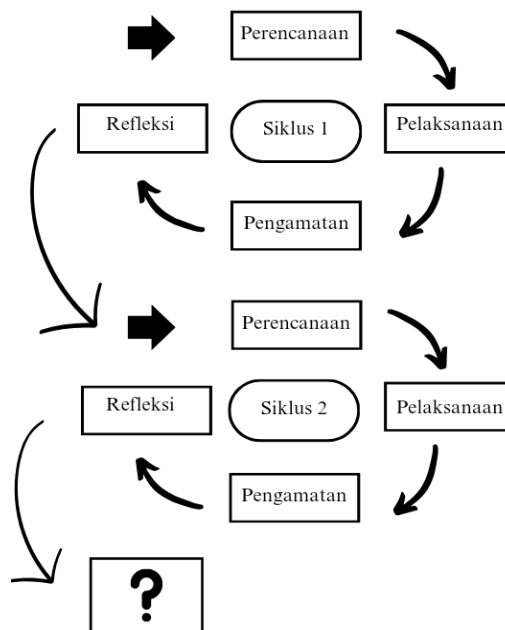 Perencanaan
Refleksi
Siklus 1
Pelaksanaan
Pengamatan
Perencanaan
Refleksi
Siklus 2
Pelaksanaan
Pengamatan
?